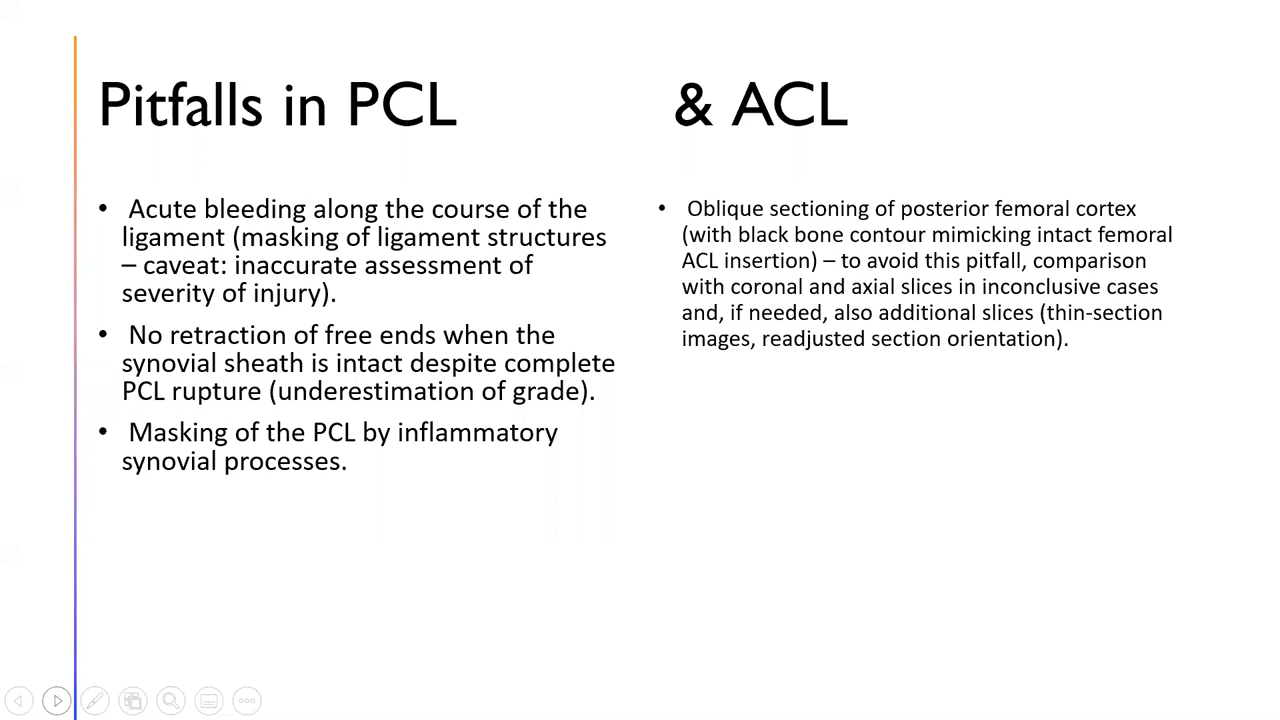 Pitfalls in PCL & ACL
• Acute bleeding along the course of the
ligament (masking of ligament structures
– caveat: inaccurate assessment of
severity of injury).
• No retraction of free ends when the
synovial sheath is intact despite complete
PCL rupture (underestimation of grade).
• Masking of the PCL by inflammatory
synovial processes.
• Oblique sectioning of posterior femoral cortex
(with black bone contour mimicking intact femoral
ACL insertion) – to avoid this pitfall, comparison
with coronal and axial slices in inconclusive cases
and, if needed, also additional slices (thin-section
images, readjusted section orientation).